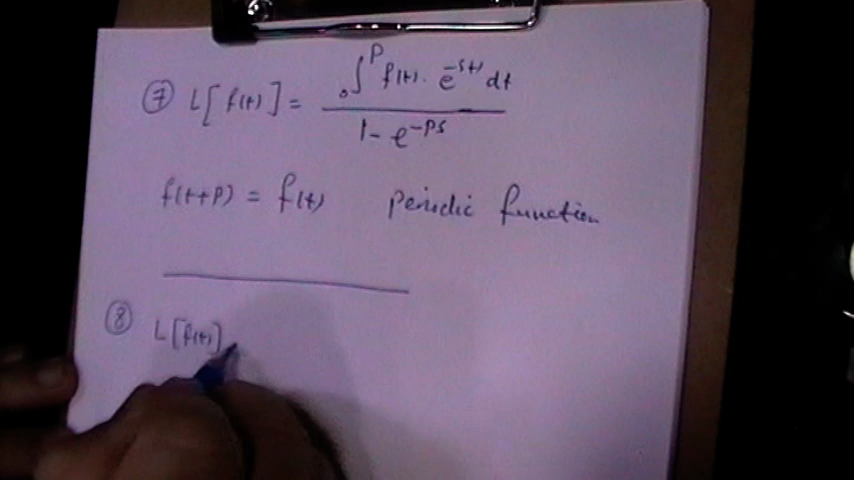 ⑦ L[f(t)] = ₀∫ᴾ f(t). e⁻ˢᵗ dt / 1 - e⁻ᴾˢ
f(t+P) = f(t) periodic function
⑧ L[f(t)]